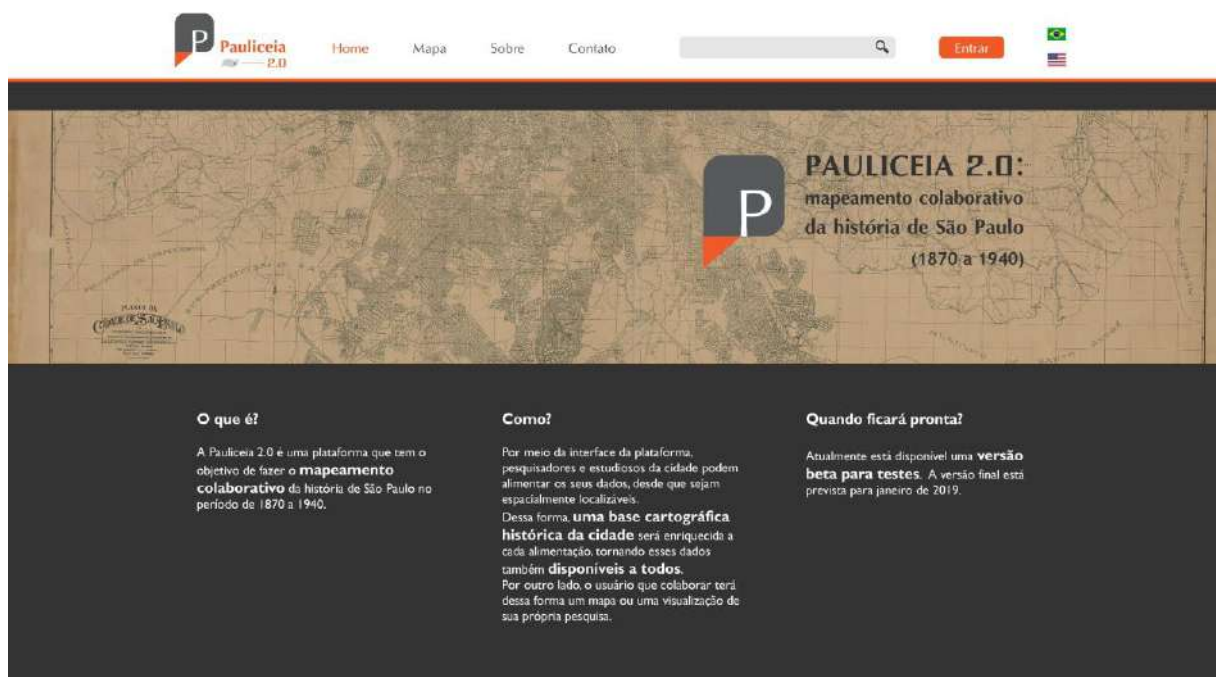 P
Pauliceia
2.0
Home
Mapa
Sobre
Contato
Entrar
P
PAULICEIA 2.0:
mapeamento colaborativo
da história de São Paulo
(1870 a 1940)
PLANTA DA
CIDADE DE SÃO PAULO
O que é?
A Pauliceia 2.0 é uma plataforma que tem o
objetivo de fazer o mapeamento
colaborativo da história de São Paulo no
período de 1870 a 1940.
Como?
Por meio da interface da plataforma,
pesquisadores e estudiosos da cidade podem
alimentar os seus dados, desde que sejam
espacialmente localizáveis.
Dessa forma, uma base cartográfica
histórica da cidade será enriquecida a
cada alimentação, tornando esses dados
também disponíveis a todos.
Por outro lado, o usuário que colaborar terá
dessa forma um mapa ou uma visualização de
sua própria pesquisa.
Quando ficará pronta?
Atualmente está disponível uma versão
beta para testes. A versão final está
prevista para janeiro de 2019.